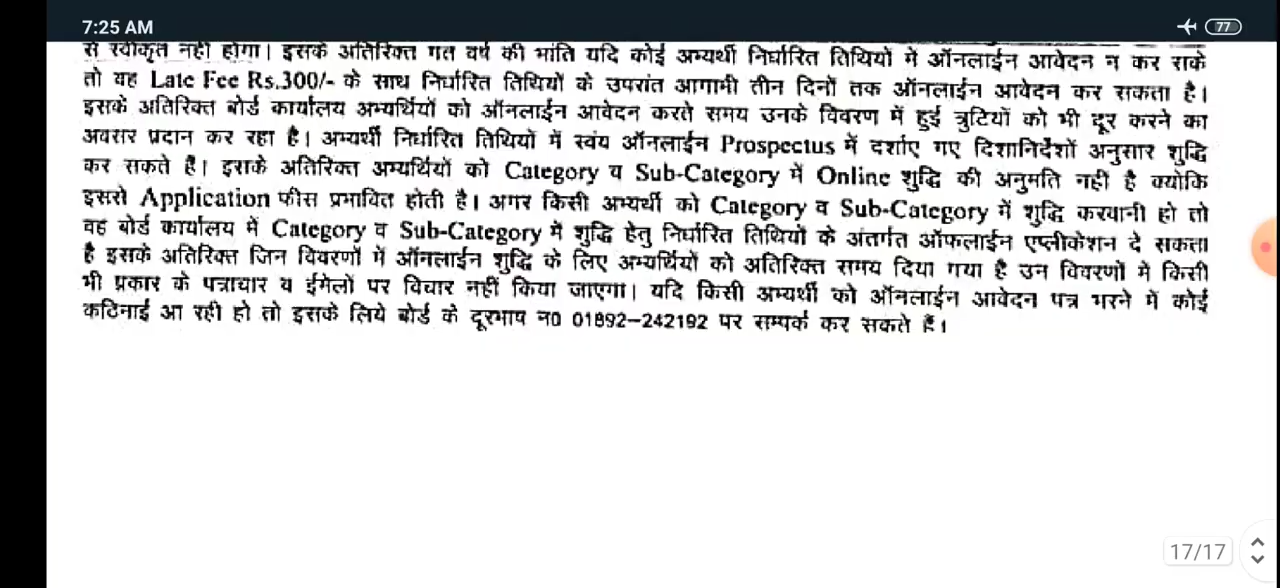 7:25 AM
77
से स्वीकृत नहीं होगा। इसके अतिरिक्त गत वर्ष की भांति यदि कोई अभ्यर्थी निर्धारित तिथियों में ऑनलाईन आवेदन न कर सके
तो वह Late Fee Rs.300/- के साथ निर्धारित तिथियों के उपरांत आगामी तीन दिनों तक ऑनलाईन आवेदन कर सकता है।
इसके अतिरिक्त बोर्ड कार्यालय अभ्यर्थियों को ऑनलाईन आवेदन करते समय उनके विवरण में हुई त्रुटियों को भी दूर करने का
अवसर प्रदान कर रहा है। अभ्यर्थी निर्धारित तिथियों में स्वंय ऑनलाईन Prospectus में दर्शाए गए दिशानिर्देशों अनुसार शुद्धि
कर सकते हैं। इसके अतिरिक्त अभ्यर्थियों को Category व Sub-Category में Online शुद्धि की अनुमति नहीं है क्योकि
इससे Application फीस प्रभावित होती है। अगर किसी अभ्यर्थी को Category व Sub-Category में शुद्धि करवानी हो तो
वह बोर्ड कार्यालय में Category व Sub-Category में शुद्धि हेतु निर्धारित तिथियों के अंतर्गत ऑफलाईन एप्लीकेशन दे सकता
है इसके अतिरिक्त जिन विवरणों में ऑनलाईन शुद्धि के लिए अभ्यर्थियों को अतिरिक्त समय दिया गया है उन विवरणों में किसी
भी प्रकार के पत्राचार व ईमेलों पर विचार नहीं किया जाएगा। यदि किसी अभ्यर्थी को ऑनलाईन आवेदन पत्र भरने में कोई
कठिनाई आ रही हो तो इसके लिये बोर्ड के दूरभाष न0 01892-242192 पर सम्पर्क कर सकते हैं।
17/17